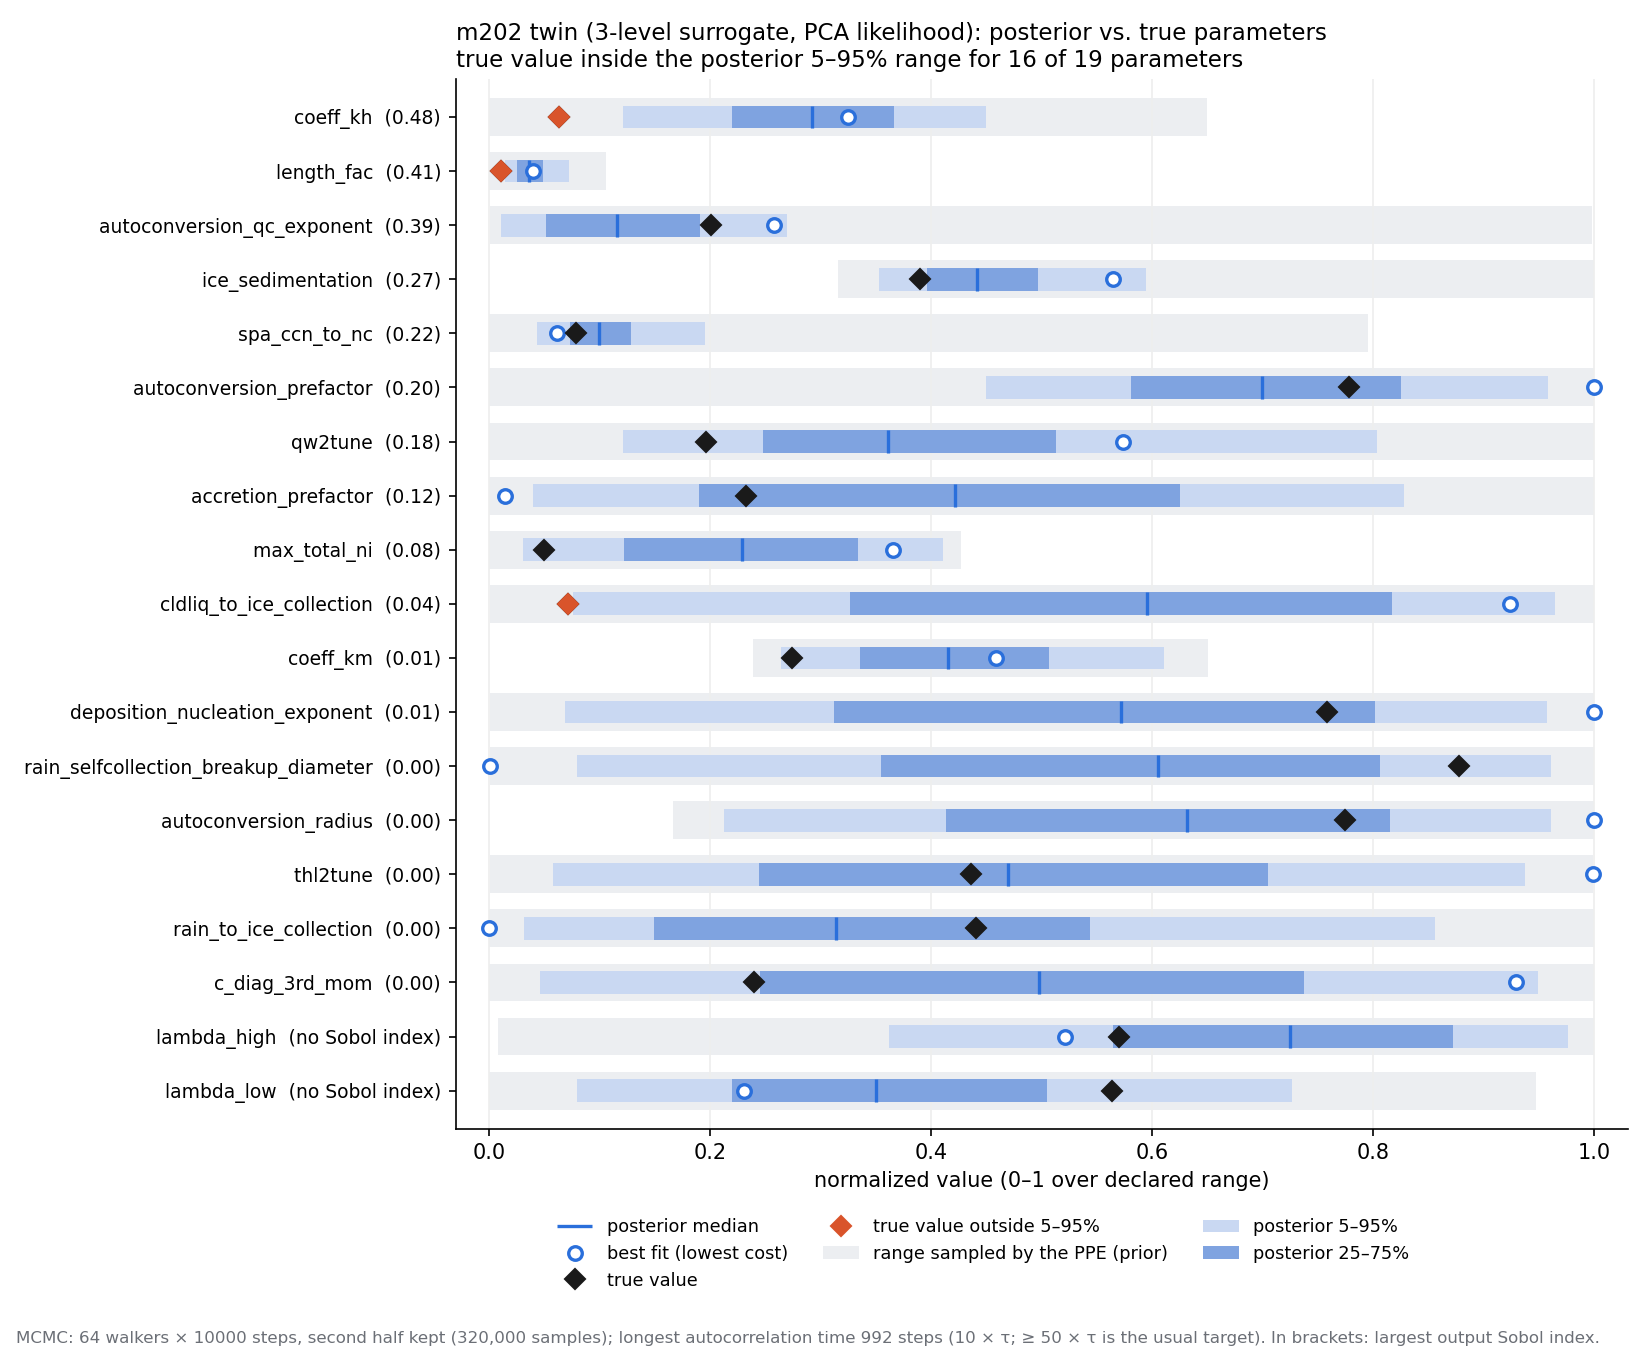 m202 twin (3-level surrogate, PCA likelihood): posterior vs. true parameters
true value inside the posterior 5–95% range for 16 of 19 parameters
coeff_kh (0.48)
length_fac (0.41)
autoconversion_qc_exponent (0.39)
ice_sedimentation (0.27)
spa_ccn_to_nc (0.22)
autoconversion_prefactor (0.20)
qw2tune (0.18)
accretion_prefactor (0.12)
max_total_ni (0.08)
cldliq_to_ice_collection (0.04)
coeff_km (0.01)
deposition_nucleation_exponent (0.01)
rain_selfcollection_breakup_diameter (0.00)
autoconversion_radius (0.00)
thl2tune (0.00)
rain_to_ice_collection (0.00)
c_diag_3rd_mom (0.00)
lambda_high (no Sobol index)
lambda_low (no Sobol index)
0.0 0.2 0.4 0.6 0.8 1.0
normalized value (0–1 over declared range)
posterior median
best fit (lowest cost)
true value
true value outside 5–95%
range sampled by the PPE (prior)
posterior 5–95%
posterior 25–75%
MCMC: 64 walkers × 10000 steps, second half kept (320,000 samples); longest autocorrelation time 992 steps (10 × τ; ≥ 50 × τ is the usual target). In brackets: largest output Sobol index.